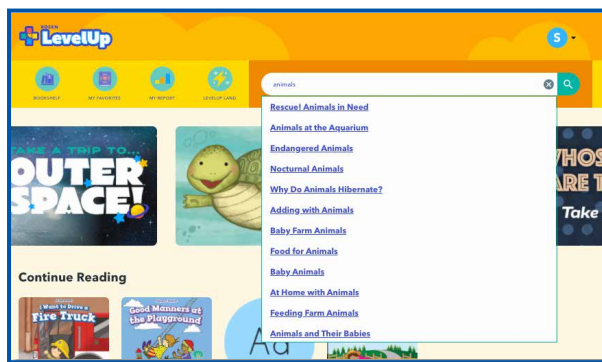 ROSEN
LevelUp
S
BOOKSHELF
MY FAVORITES
MY REPORT
LEVELUP LAND
animals
Rescue! Animals in Need
Animals at the Aquarium
Endangered Animals
Nocturnal Animals
Why Do Animals Hibernate?
Adding with Animals
Baby Farm Animals
Food for Animals
Baby Animals
At Home with Animals
Feeding Farm Animals
Animals and Their Babies
TAKE A TRIP TO...
OUTER
SPACE!
WHOS
ARE T
Take
Continue Reading
I Want to Drive a
Fire Truck
Good Manners at
the Playground
Aa